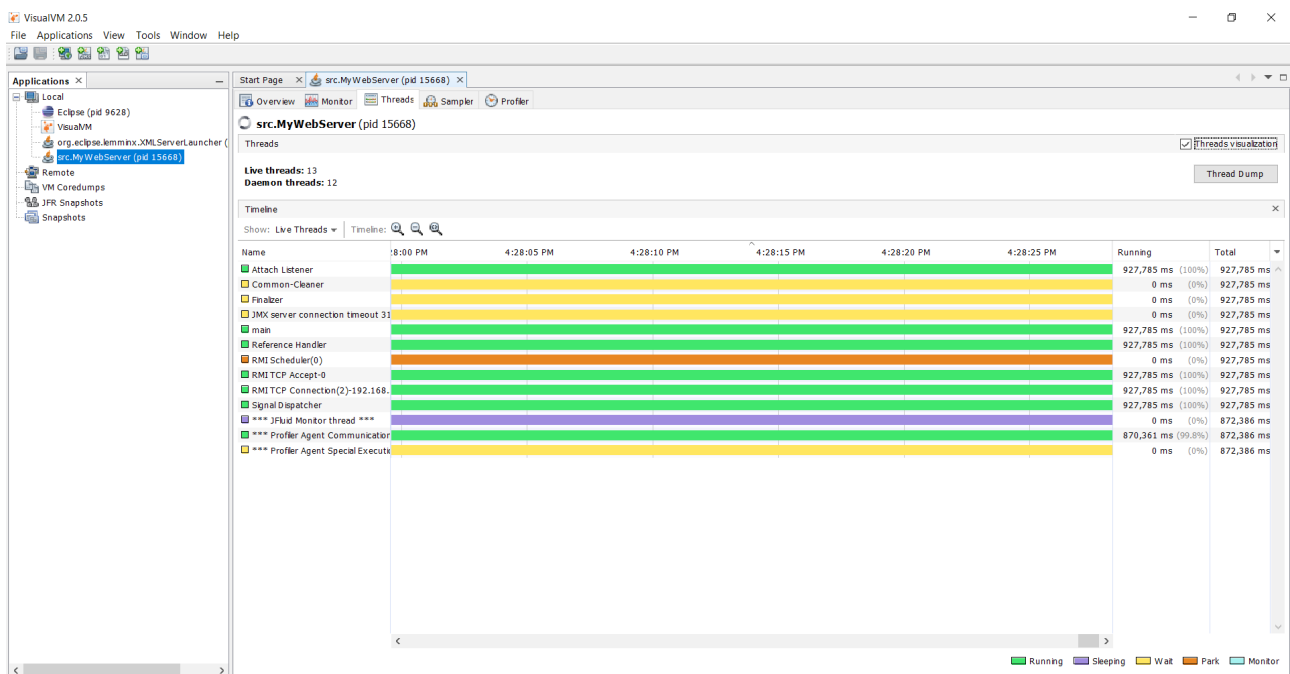 VisualVM 2.0.5
File Applications View Tools Window Help
Applications
Start Page src.MyWebServer (pid 15668)
Local
Eclipse (pid 9628)
VisualVM
org.eclipse.lemminx.XMLServerLauncher (
src.MyWebServer (pid 15668)
Remote
VM Coredumps
JFR Snapshots
Snapshots
Overview Monitor Threads Sampler Profiler
src.MyWebServer (pid 15668)
Threads Threads visualization
Live threads: 13
Daemon threads: 12
Thread Dump
Timeline
Show: Live Threads Timeline:
Name :8:00 PM 4:28:05 PM 4:28:10 PM 4:28:15 PM 4:28:20 PM 4:28:25 PM Running Total
Attach Listener 927,785 ms (100%) 927,785 ms
Common-Cleaner 0 ms (0%) 927,785 ms
Finalizer 0 ms (0%) 927,785 ms
JMX server connection timeout 31 0 ms (0%) 927,785 ms
main 927,785 ms (100%) 927,785 ms
Reference Handler 927,785 ms (100%) 927,785 ms
RMI Scheduler(0) 0 ms (0%) 927,785 ms
RMI TCP Accept-0 927,785 ms (100%) 927,785 ms
RMI TCP Connection(2)-192.168. 927,785 ms (100%) 927,785 ms
Signal Dispatcher 927,785 ms (100%) 927,785 ms
*** JFluid Monitor thread *** 0 ms (0%) 872,386 ms
*** Profiler Agent Communication 870,361 ms (99.8%) 872,386 ms
*** Profiler Agent Special Executi 0 ms (0%) 872,386 ms
Running Sleeping Wait Park Monitor